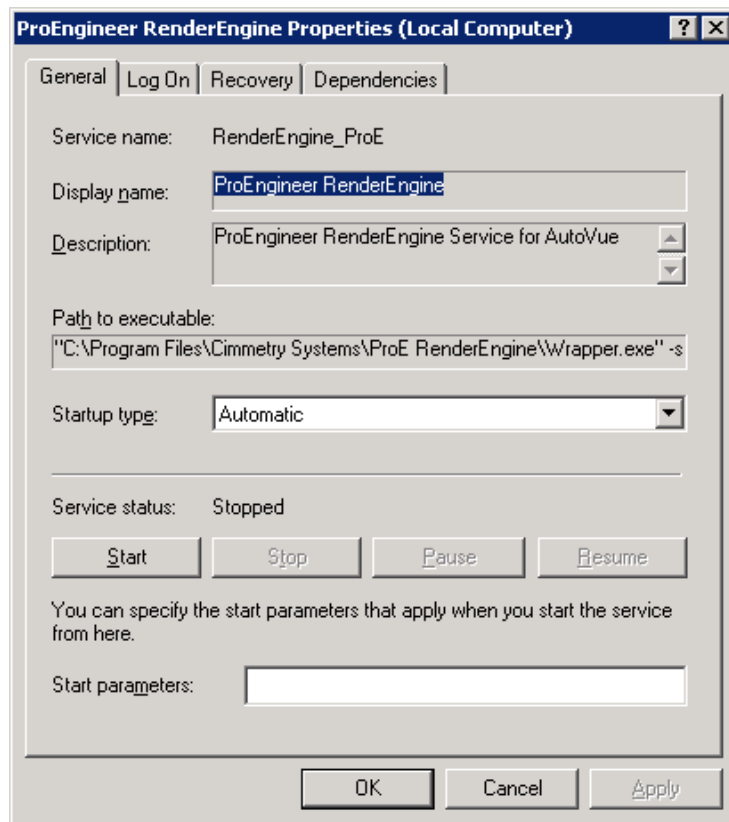 ProEngineer RenderEngine Properties (Local Computer)
General Log On Recovery Dependencies
Service name: RenderEngine_ProE
Display name: ProEngineer RenderEngine
Description: ProEngineer RenderEngine Service for AutoVue
Path to executable:
"C:\Program Files\Cimmetry Systems\ProE RenderEngine\Wrapper.exe" -s
Startup type: Automatic
Service status: Stopped
Start Stop Pause Resume
You can specify the start parameters that apply when you start the service
from here.
Start parameters:
OK Cancel Apply